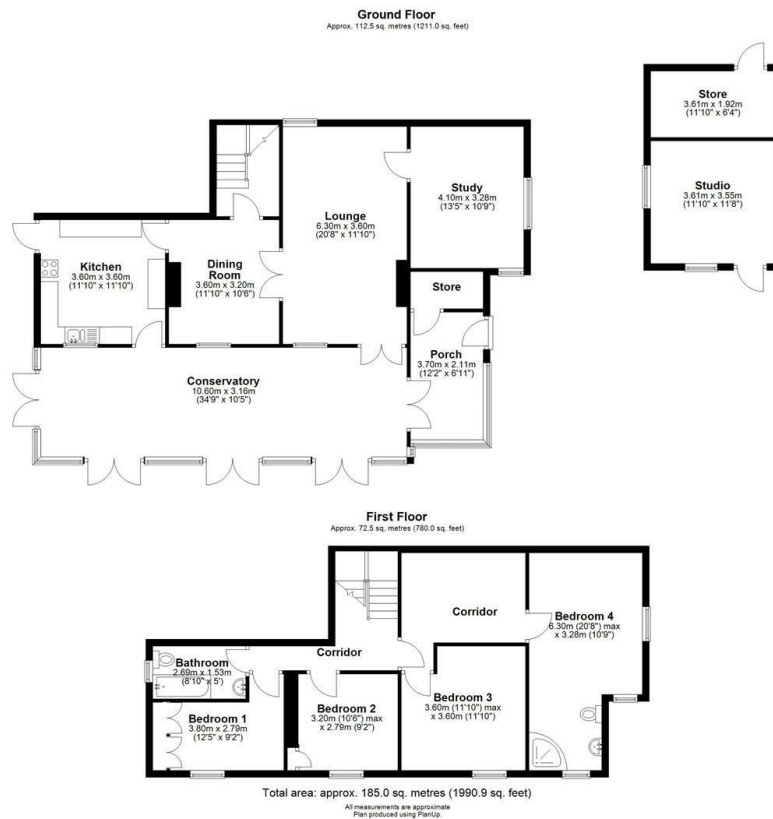 Ground Floor
Approx. 112.5 sq. metres (1211.0 sq. feet)
Store
3.61m x 1.92m
(11'10" x 6'4")
Studio
3.61m x 3.55m
(11'10" x 11'8")
Study
4.10m x 3.28m
(13'5" x 10'9")
Lounge
6.30m x 3.60m
(20'8" x 11'10")
Dining
Room
3.60m x 3.20m
(11'10" x 10'6")
Kitchen
3.60m x 3.60m
(11'10" x 11'10")
Store
Porch
3.70m x 2.11m
(12'2" x 6'11")
Conservatory
10.60m x 3.16m
(34'9" x 10'5")
First Floor
Approx. 72.5 sq. metres (780.0 sq. feet)
Corridor
Bedroom 4
6.30m (20'8") max
x 3.28m (10'9")
Corridor
Bathroom
2.69m x 1.53m
(8'10" x 5')
Bedroom 1
3.80m x 2.79m
(12'5" x 9'2")
Bedroom 2
3.20m (10'6") max
x 2.79m (9'2")
Bedroom 3
3.60m (11'10") max
x 3.60m (11'10")
Total area: approx. 185.0 sq. metres (1990.9 sq. feet)
All measurements are approximate
Plan produced using PlanUp.